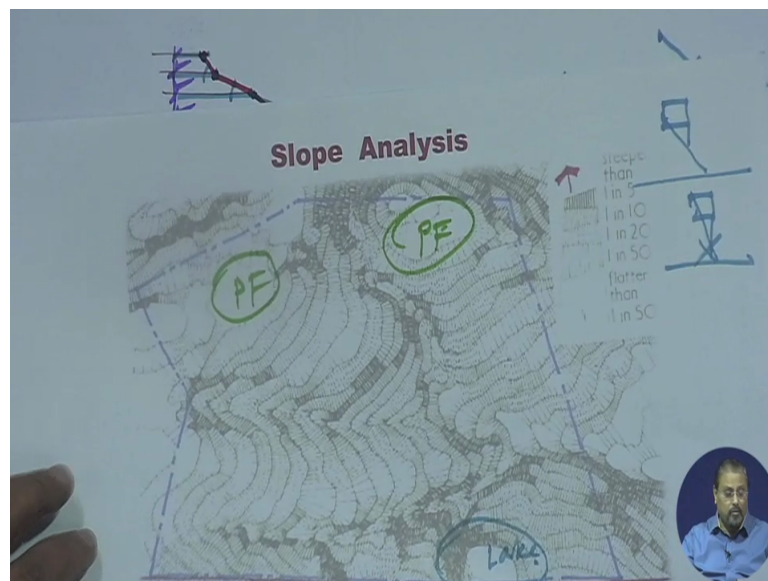 Slope Analysis
steeper
than
1 in 5
1 in 10
1 in 20
1 in 50
flatter
than
1 in 50
PF
PF
Lake